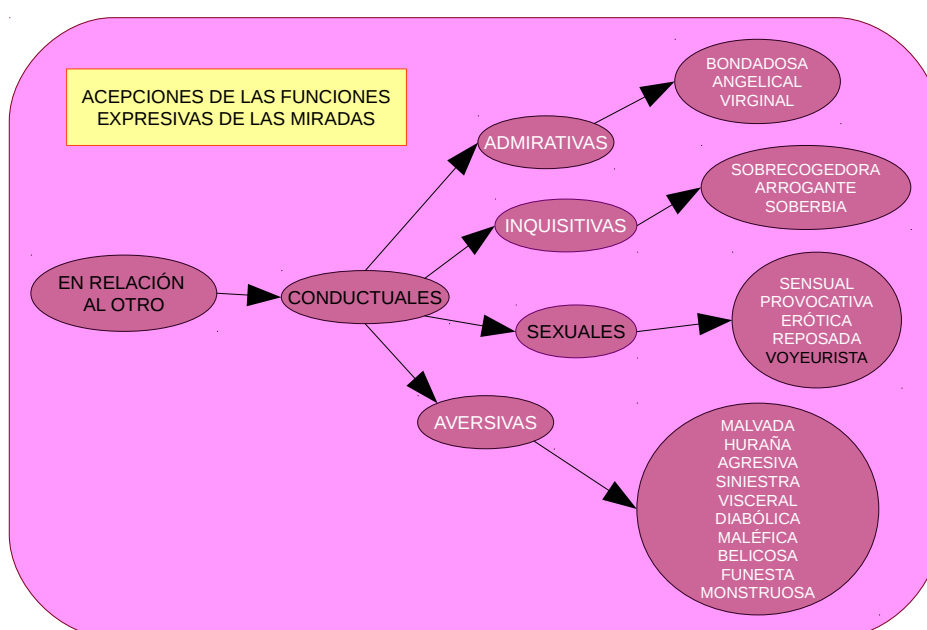 ACEPCIONES DE LAS FUNCIONES
EXPRESIVAS DE LAS MIRADAS
EN RELACIÓN
AL OTRO
CONDUCTUALES
ADMIRATIVAS
BONDADOSA
ANGELICAL
VIRGINAL
INQUISITIVAS
SOBRECOGEDORA
ARROGANTE
SOBERBIA
SEXUALES
SENSUAL
PROVOCATIVA
ERÓTICA
REPOSADA
VOYEURISTA
AVERSIVAS
MALVADA
HURAÑA
AGRESIVA
SINIESTRA
VISCERAL
DIABÓLICA
MALÉFICA
BELICOSA
FUNESTA
MONSTRUOSA